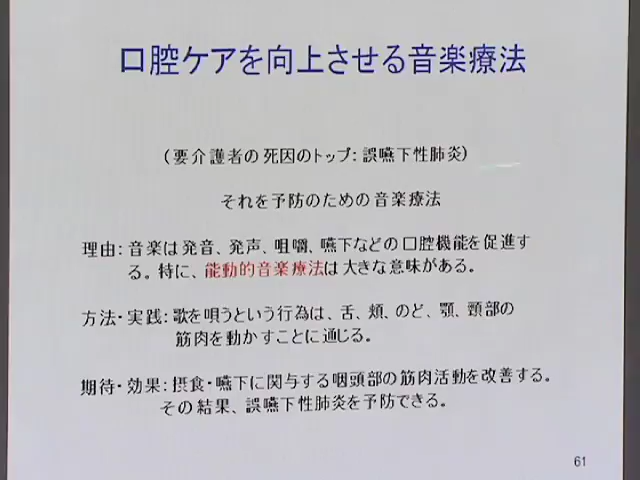 口腔ケアを向上させる音楽療法
（要介護者の死因のトップ：誤嚥下性肺炎）
それを予防のための音楽療法
理由：音楽は発音、発声、咀嚼、嚥下などの口腔機能を促進す
る。特に、能動的音楽療法は大きな意味がある。
方法・実践：歌を唄うという行為は、舌、頬、のど、顎、頸部の
筋肉を動かすことに通じる。
期待・効果：摂食・嚥下に関与する咽頭部の筋肉活動を改善する。
その結果、誤嚥下性肺炎を予防できる。
61